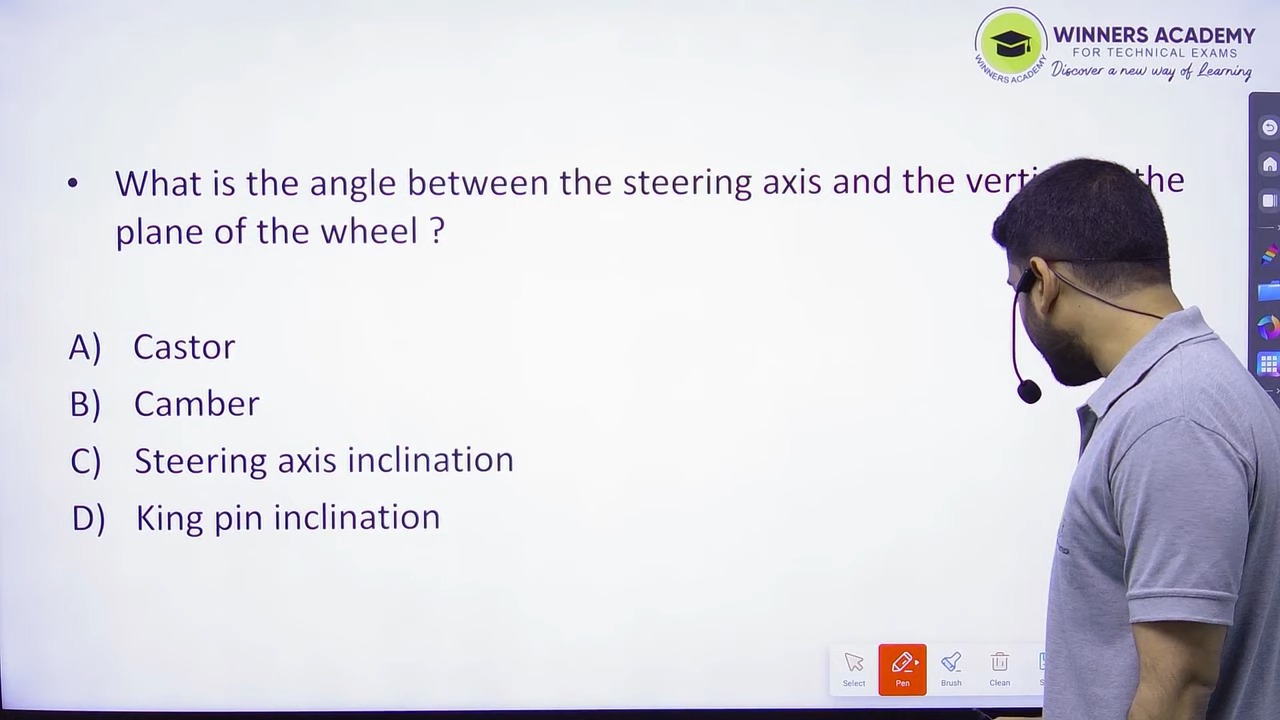 WINNERS ACADEMY
FOR TECHNICAL EXAMS
Discover a new way of Learning
WINNERS ACADEMY
• What is the angle between the steering axis and the the
plane of the wheel ?
A) Castor
B) Camber
C) Steering axis inclination
D) King pin inclination
Select
Pen
Brush
Clean